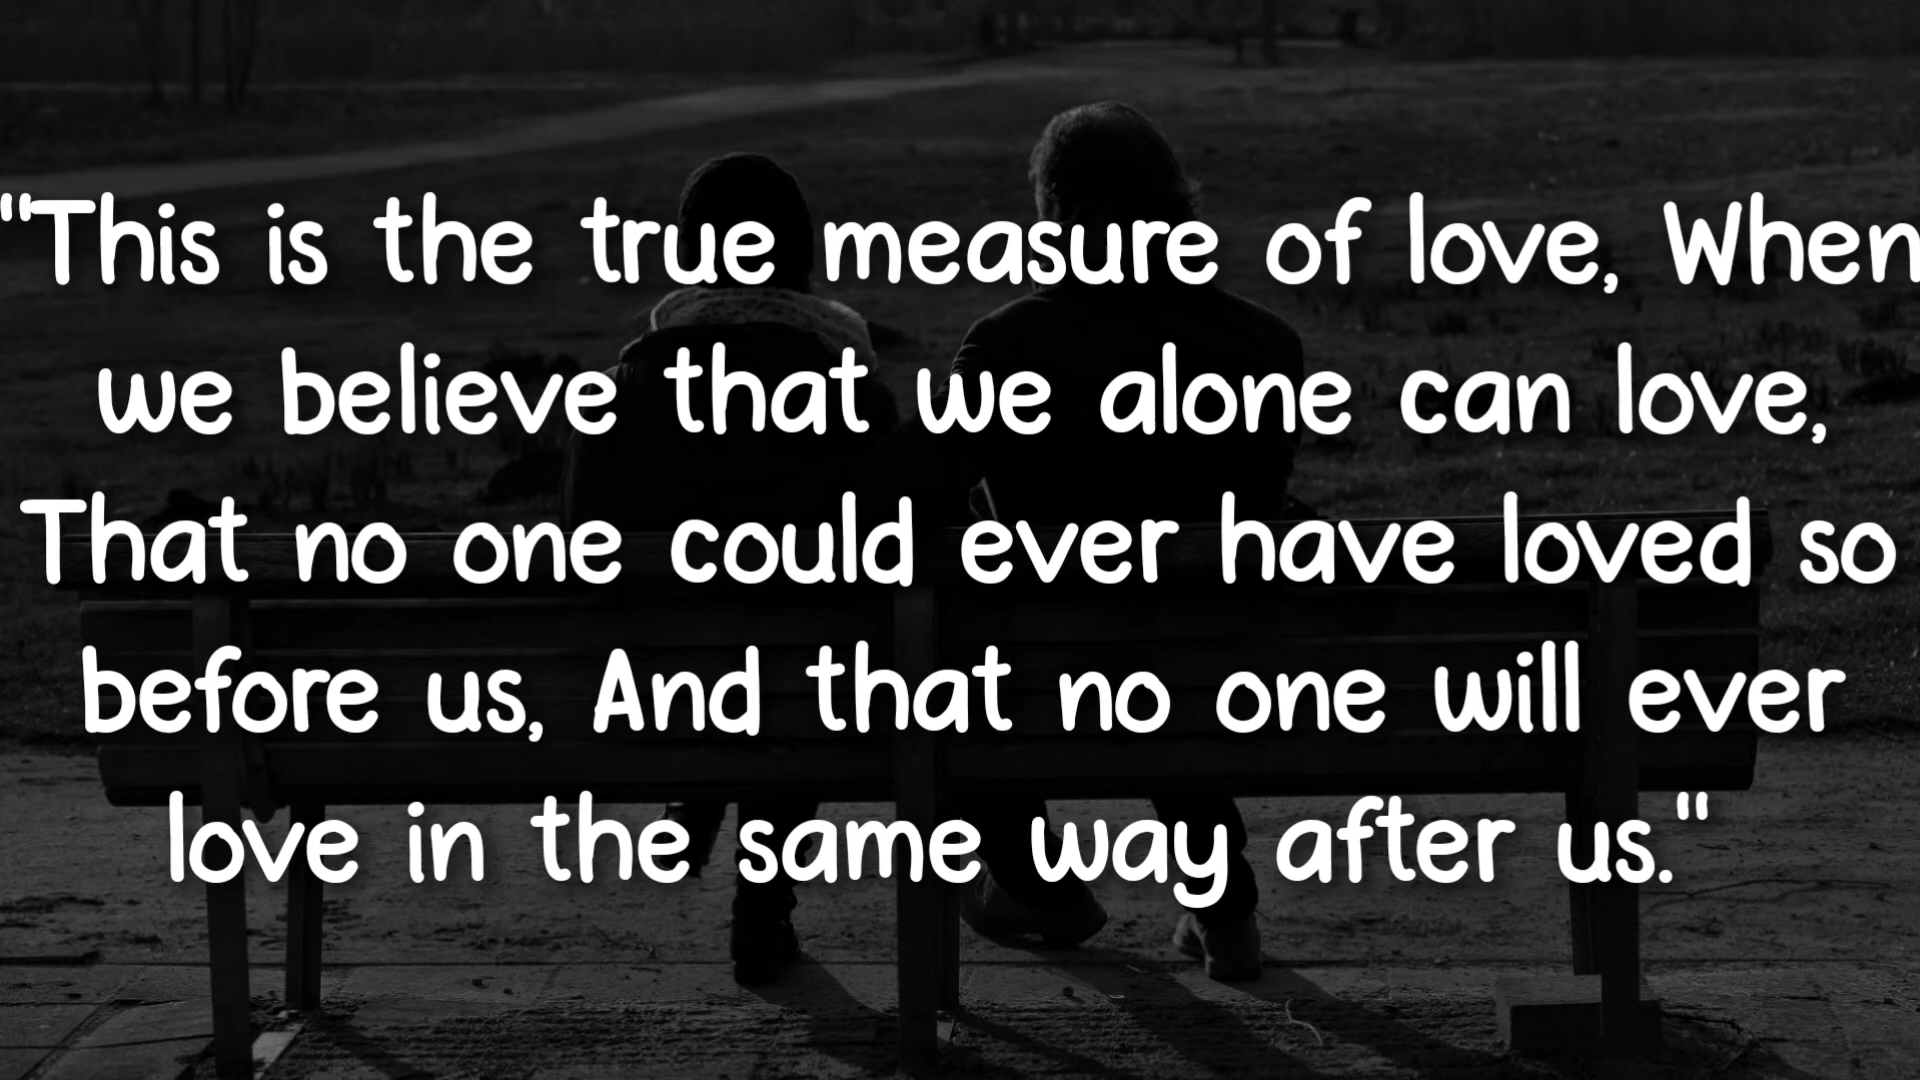 "This is the true measure of love, When
we believe that we alone can love,
That no one could ever have loved so
before us, And that no one will ever
love in the same way after us."